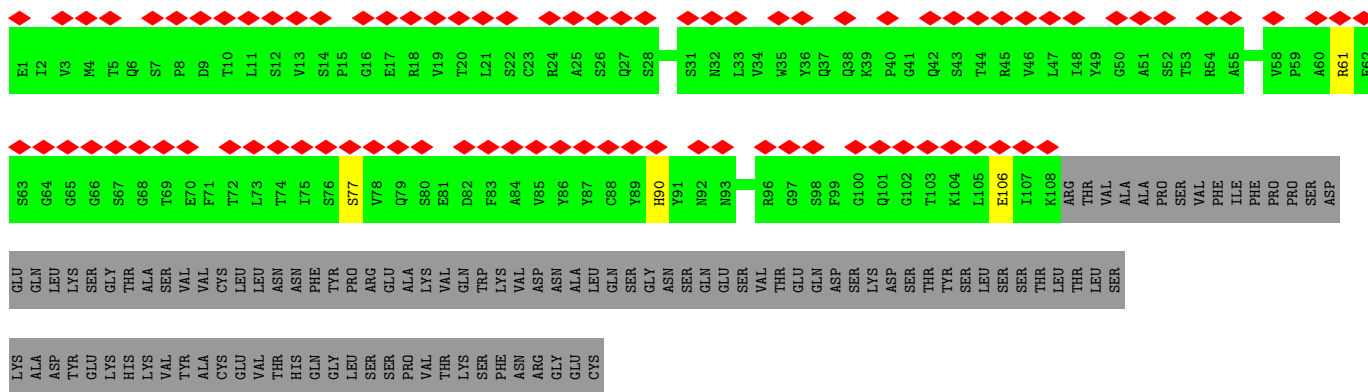 E1 I2 V3 M4 T5 Q6 S7 P8 D9 T10 L11 S12 V13 S14 P15 G16 E17 R18 V19 T20 L21 S22 C23 R24 A25 S26 Q27 S28 S31 N32 L33 V34 W35 Y36 Q37 Q38 K39 P40 G41 Q42 S43 T44 R45 V46 L47 I48 Y49 G50 A51 S52 T53 R54 A55 V58 P59 A60 R61 F62
S63 G64 G65 G66 S67 G68 T69 E70 F71 T72 L73 T74 I75 S76 S77 V78 Q79 S80 E81 D82 F83 A84 V85 Y86 Y87 C88 Y89 H90 Y91 N92 N93 R96 G97 S98 F99 G100 Q101 G102 T103 K104 L105 E106 I107 K108 ARG THR VAL ALA ALA PRO SER VAL PHE ILE PHE PRO PRO SER ASP
GLU GLN LEU LYS SER GLY THR ALA SER VAL VAL CYS LEU LEU ASN ASN PHE TYR PRO ARG GLU ALA LYS VAL GLN TRP LYS VAL ASP ASN ALA LEU GLN SER GLY ASN SER GLN GLU SER VAL THR GLU GLN ASP SER LYS ASP SER THR TYR SER LEU SER SER THR LEU THR LEU SER
LYS ALA ASP TYR GLU LYS HIS LYS VAL TYR ALA CYS GLU VAL THR HIS GLN GLY LEU SER SER PRO VAL THR LYS SER PHE ASN ARG GLY GLU CYS